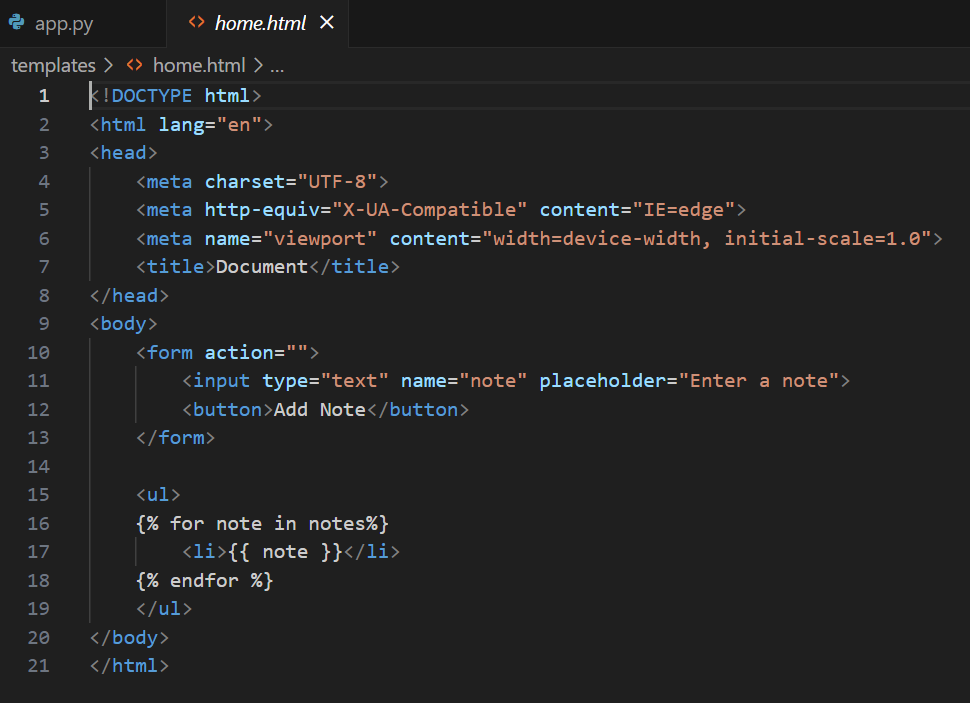 app.py <> home.html ×
templates > <> home.html > ...
1 <!DOCTYPE html>
2 <html lang="en">
3 <head>
4     <meta charset="UTF-8">
5     <meta http-equiv="X-UA-Compatible" content="IE=edge">
6     <meta name="viewport" content="width=device-width, initial-scale=1.0">
7     <title>Document</title>
8 </head>
9 <body>
10     <form action="">
11         <input type="text" name="note" placeholder="Enter a note">
12         <button>Add Note</button>
13     </form>
14
15     <ul>
16     {% for note in notes%}
17         <li>{{ note }}</li>
18     {% endfor %}
19     </ul>
20 </body>
21 </html>